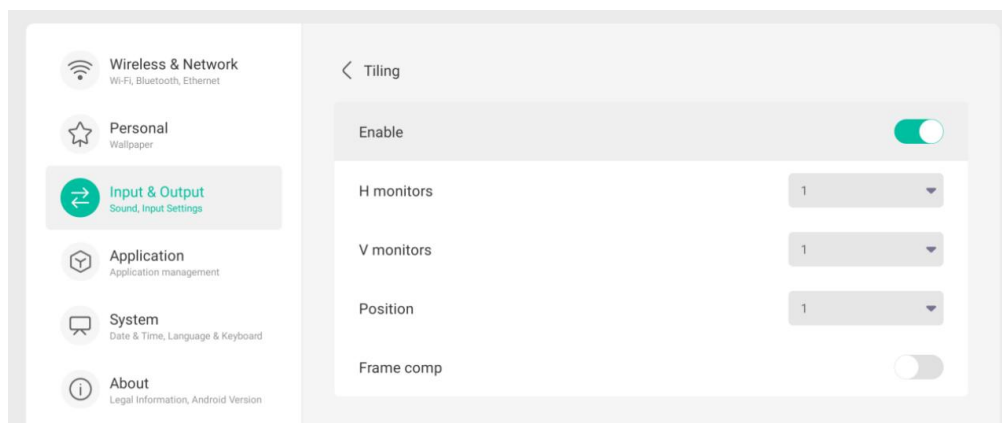 Wireless & Network
Wi-Fi, Bluetooth, Ethernet
Personal
Wallpaper
Input & Output
Sound, Input Settings
Application
Application management
System
Date & Time, Language & Keyboard
About
Legal Information, Android Version
Tiling
Enable
H monitors 1
V monitors 1
Position 1
Frame comp